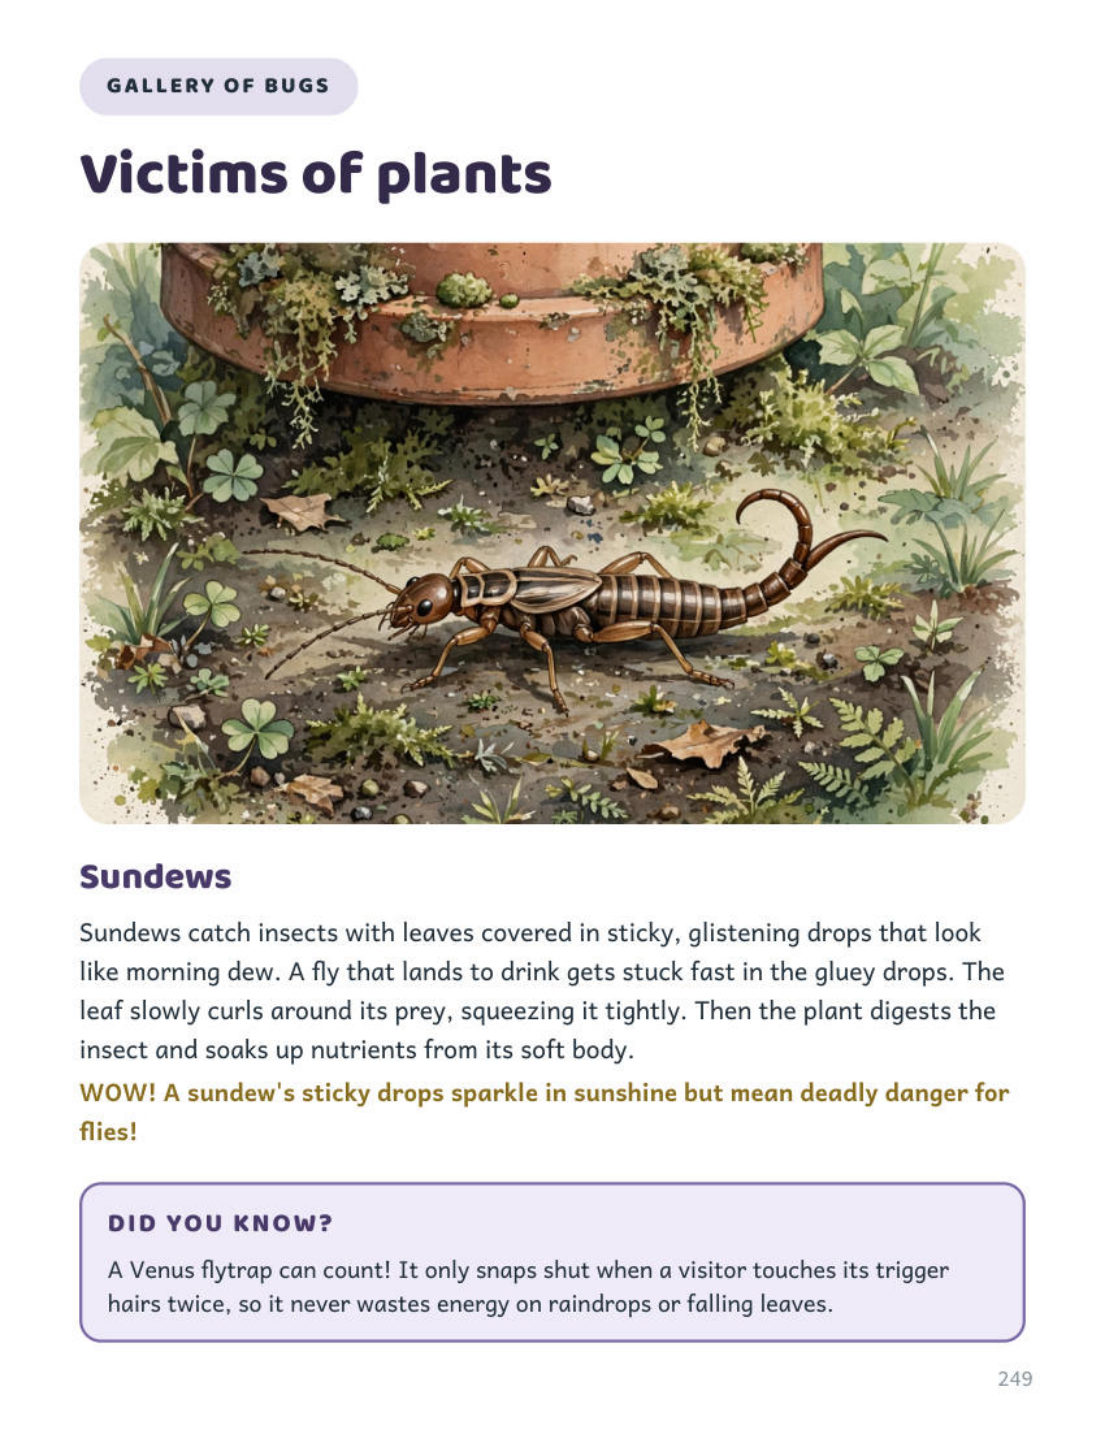 GALLERY OF BUGS
Victims of plants
Sundews
Sundews catch insects with leaves covered in sticky, glistening drops that look
like morning dew. A fly that lands to drink gets stuck fast in the gluey drops. The
leaf slowly curls around its prey, squeezing it tightly. Then the plant digests the
insect and soaks up nutrients from its soft body.
WOW! A sundew's sticky drops sparkle in sunshine but mean deadly danger for
flies!
DID YOU KNOW?
A Venus flytrap can count! It only snaps shut when a visitor touches its trigger
hairs twice, so it never wastes energy on raindrops or falling leaves.
249